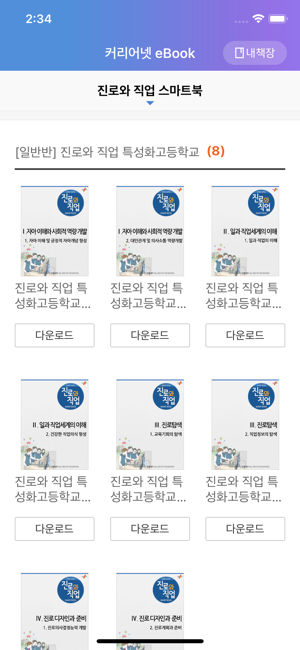 2:34
커리어넷 eBook
내책장
진로와 직업 스마트북
[일반반] 진로와 직업 특성화고등학교 (8)
진로와 직업
I. 자아 이해와 사회적 역량 개발
1. 자아 이해 및 긍정적 자아개념 형성
진로와 직업 특
성화고등학교...
다운로드
진로와 직업
I. 자아 이해와 사회적 역량 개발
2. 대인관계 및 의사소통 역량개발
진로와 직업 특
성화고등학교...
다운로드
진로와 직업
II. 일과 직업세계의 이해
1. 일과 직업의 이해
진로와 직업 특
성화고등학교...
다운로드
진로와 직업
II. 일과 직업세계의 이해
2. 건강한 직업의식 형성
진로와 직업 특
성화고등학교...
다운로드
진로와 직업
III. 진로탐색
1. 교육기회의 탐색
진로와 직업 특
성화고등학교...
다운로드
진로와 직업
III. 진로탐색
2. 직업정보의 탐색
진로와 직업 특
성화고등학교...
다운로드
진로와 직업
IV. 진로 디자인과 준비
1. 진로의사결정능력 개발
진로와 직업
IV. 진로 디자인과 준비
2. 진로계획과 준비